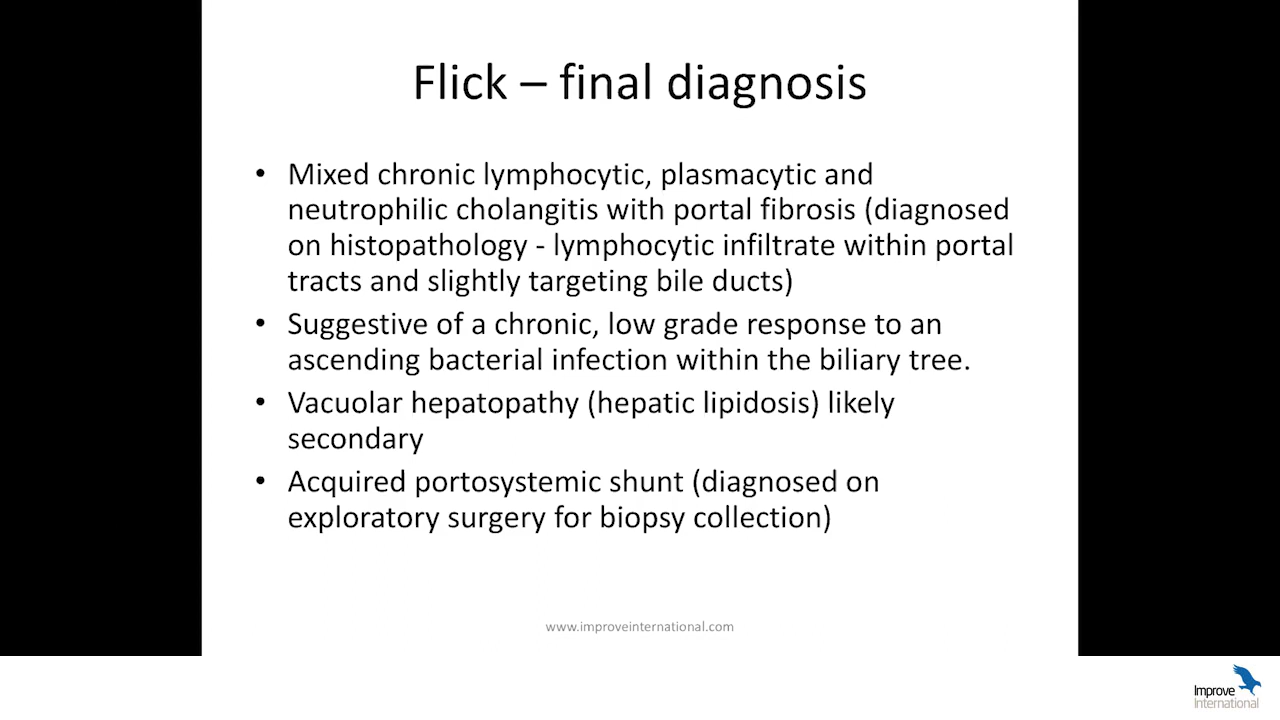 Flick – final diagnosis
• Mixed chronic lymphocytic, plasmacytic and
neutrophilic cholangitis with portal fibrosis (diagnosed
on histopathology - lymphocytic infiltrate within portal
tracts and slightly targeting bile ducts)
• Suggestive of a chronic, low grade response to an
ascending bacterial infection within the biliary tree.
• Vacuolar hepatopathy (hepatic lipidosis) likely
secondary
• Acquired portosystemic shunt (diagnosed on
exploratory surgery for biopsy collection)
www.improveinternational.com
Improve
International